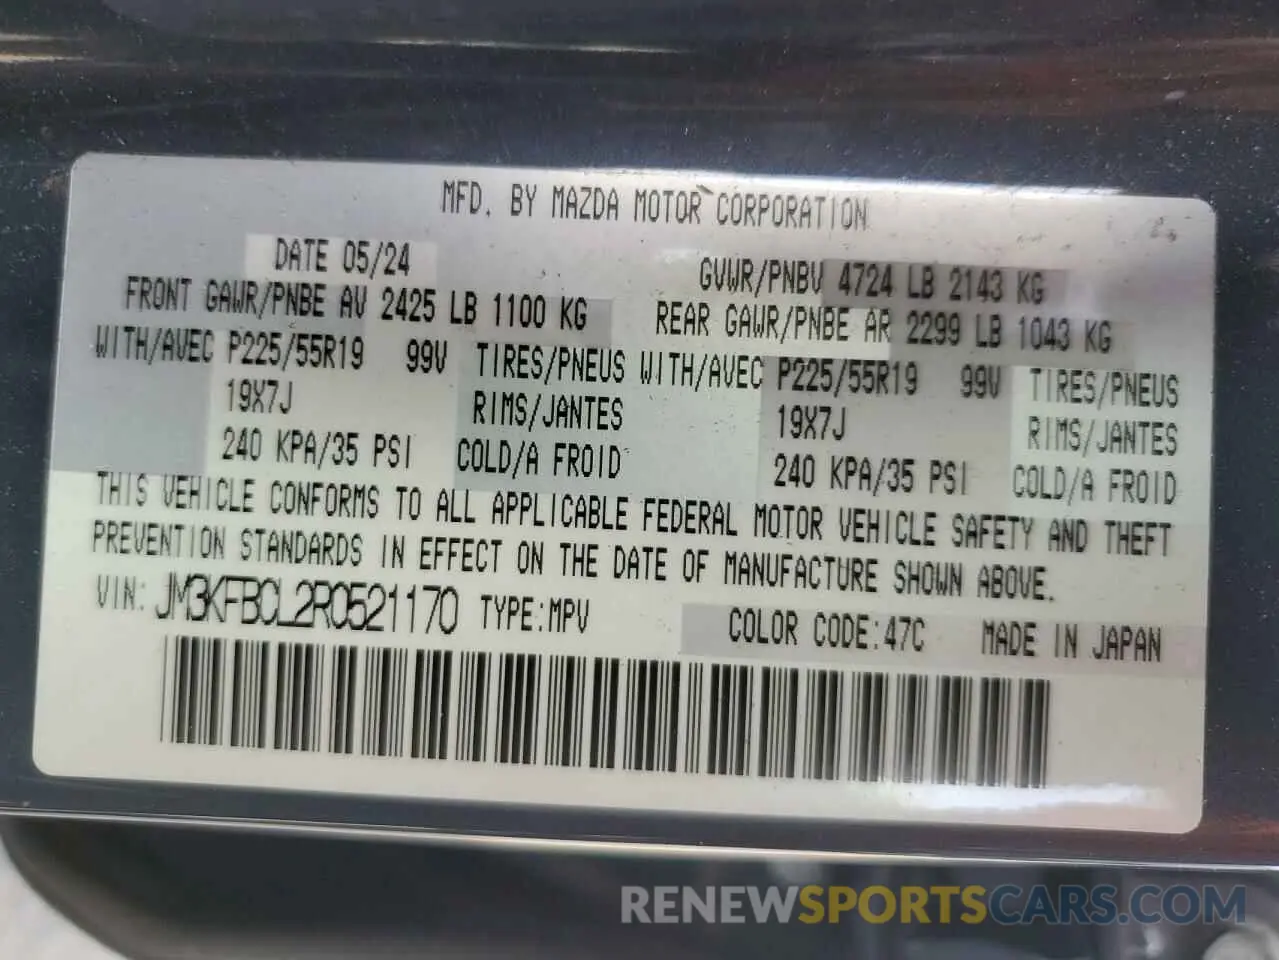 MFD. BY MAZDA MOTOR CORPORATION
DATE 05/24 GVWR/PNBV 4724 LB 2143 KG
FRONT GAWR/PNBE AV 2425 LB 1100 KG REAR GAWR/PNBE AR 2299 LB 1043 KG
WITH/AVEC P225/55R19 99V TIRES/PNEUS WITH/AVEC P225/55R19 99V TIRES/PNEUS
19X7J RIMS/JANTES 19X7J RIMS/JANTES
240 KPA/35 PSI COLD/A FROID 240 KPA/35 PSI COLD/A FROID
THIS VEHICLE CONFORMS TO ALL APPLICABLE FEDERAL MOTOR VEHICLE SAFETY AND THEFT
PREVENTION STANDARDS IN EFFECT ON THE DATE OF MANUFACTURE SHOWN ABOVE.
VIN: JM3KFBCL2R0521170 TYPE:MPV COLOR CODE:47C MADE IN JAPAN
RENEWSPORTSCARS.COM